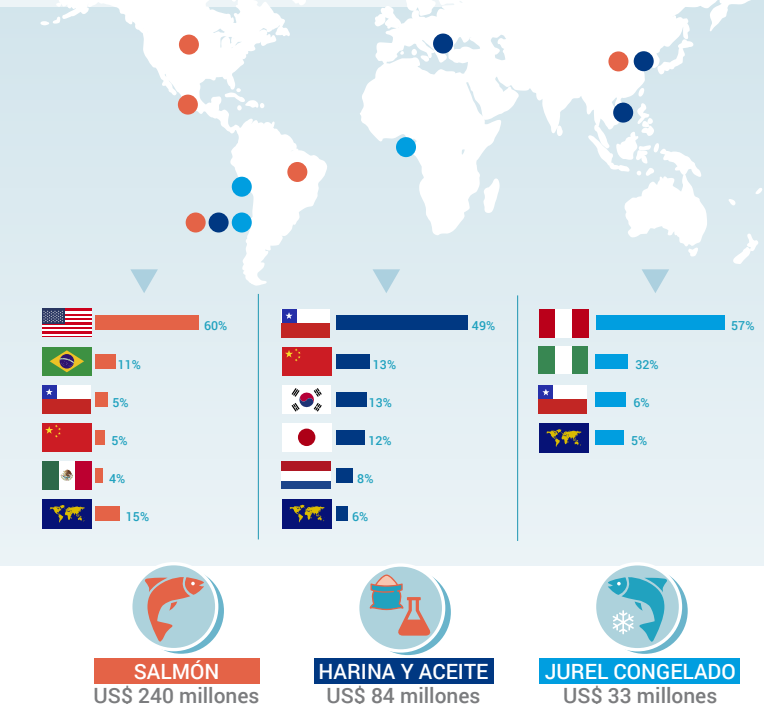 60%
11%
5%
5%
4%
15%
49%
13%
13%
12%
8%
6%
57%
32%
6%
5%
SALMÓN
US$ 240 millones
HARINA Y ACEITE
US$ 84 millones
JUREL CONGELADO
US$ 33 millones